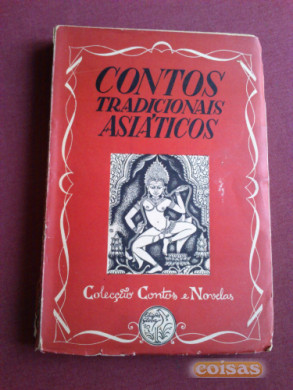 CONTOS
TRADICIONAIS
ASIÁTICOS
Colecção Contos e Novelas
coisas